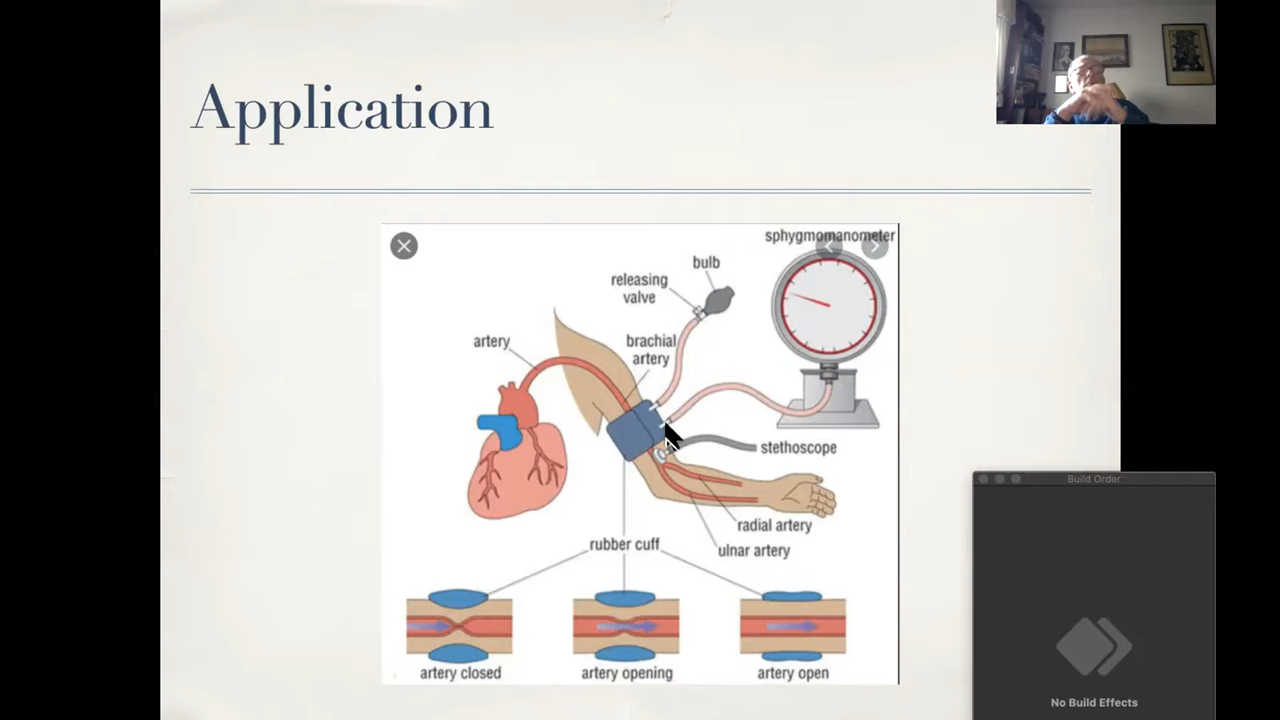 Application
sphygmomanometer
bulb
releasing
valve
artery
brachial
artery
stethoscope
radial artery
ulnar artery
rubber cuff
artery closed
artery opening
artery open
Build Order
No Build Effects